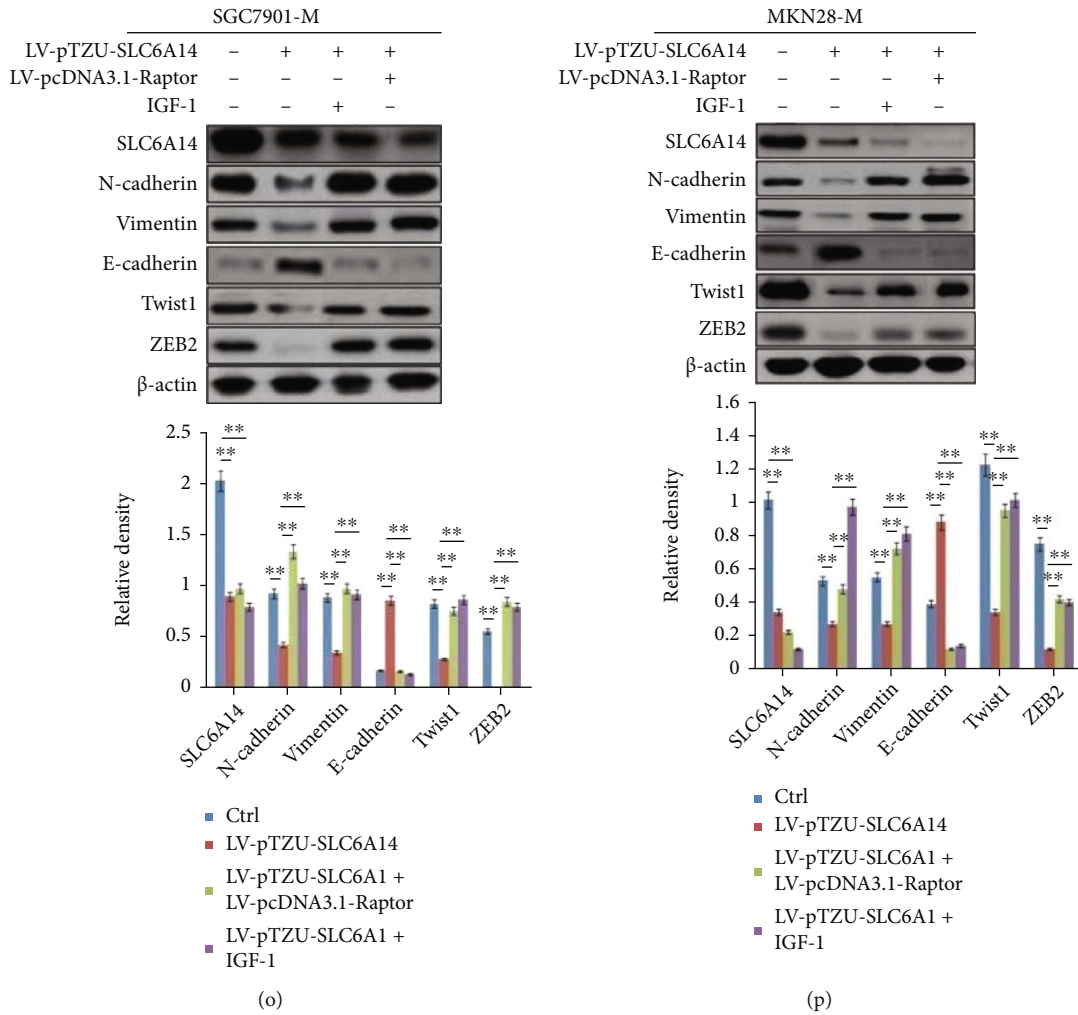 SGC7901-M
LV-pTZU-SLC6A14 – + + +
LV-pcDNA3.1-Raptor – – – +
IGF-1 – – + –
SLC6A14
N-cadherin
Vimentin
E-cadherin
Twist1
ZEB2
β-actin
2.5
2
1.5
1
0.5
0
Relative density
** **
** ** **
** ** **
** ** **
** ** **
** ** **
SLC6A14
N-cadherin
Vimentin
E-cadherin
Twist1
ZEB2
Ctrl
LV-pTZU-SLC6A14
LV-pTZU-SLC6A1 +
LV-pcDNA3.1-Raptor
LV-pTZU-SLC6A1 +
IGF-1
(o)
MKN28-M
LV-pTZU-SLC6A14 – + + +
LV-pcDNA3.1-Raptor – – – +
IGF-1 – – + –
SLC6A14
N-cadherin
Vimentin
E-cadherin
Twist1
ZEB2
β-actin
1.6
1.4
1.2
1
0.8
0.6
0.4
0.2
0
Relative density
** **
** ** **
** ** **
** ** **
** ** **
** ** **
SLC6A14
N-cadherin
Vimentin
E-cadherin
Twist1
ZEB2
Ctrl
LV-pTZU-SLC6A14
LV-pTZU-SLC6A1 +
LV-pcDNA3.1-Raptor
LV-pTZU-SLC6A1 +
IGF-1
(p)